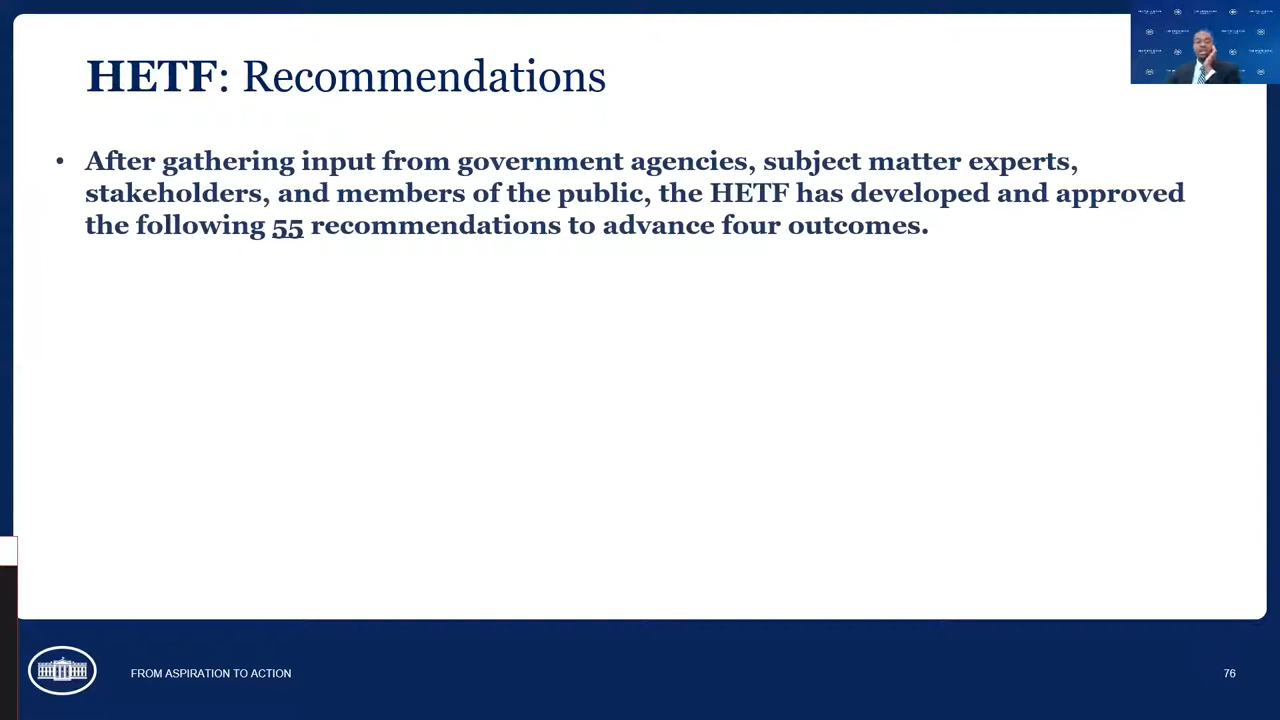 HETF: Recommendations
• After gathering input from government agencies, subject matter experts,
stakeholders, and members of the public, the HETF has developed and approved
the following 55 recommendations to advance four outcomes.
FROM ASPIRATION TO ACTION
76